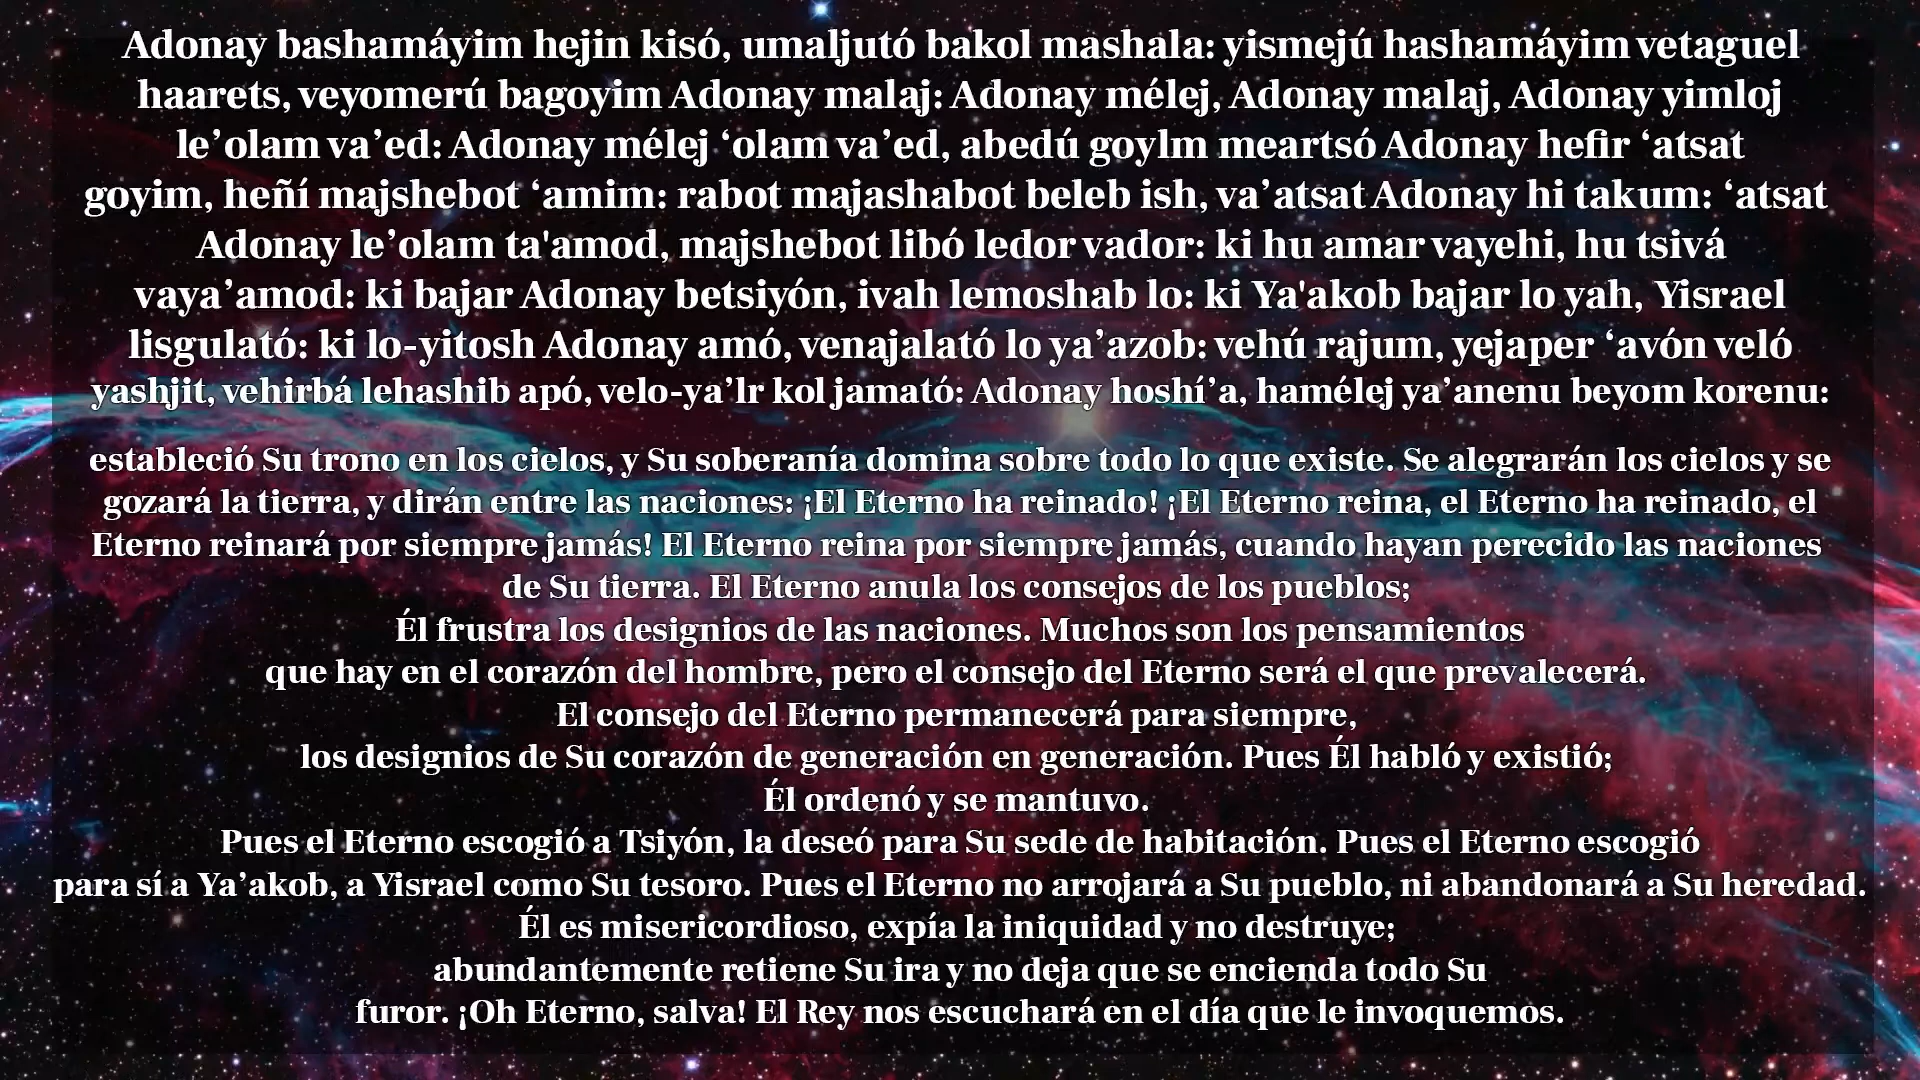 Adonay bashamáyim hejin kisó, umaljutó bakol mashala: yismejú hashamáyim vetaguel
haarets, veyomerú bagoyim Adonay malaj: Adonay mélej, Adonay malaj, Adonay yimloj
le’olam va’ed: Adonay mélej ‘olam va’ed, abedú goylm meartsó Adonay hefir ‘atsat
goyim, heñí majshebot ‘amim: rabot majashabot beleb ish, va’atsat Adonay hi takum: ‘atsat
Adonay le’olam ta'amod, majshebot libó ledor vador: ki hu amar vayehi, hu tsivá
vaya’amod: ki bajar Adonay betsiyón, ivah lemoshab lo: ki Ya'akob bajar lo yah, Yisrael
lisgulató: ki lo-yitosh Adonay amó, venajalató lo ya’azob: vehú rajum, yejaper ‘avón veló
yashjit, vehirbá lehashib apó, velo-ya’lr kol jamató: Adonay hoshí’a, hamélej ya’anenu beyom korenu:
estableció Su trono en los cielos, y Su soberanía domina sobre todo lo que existe. Se alegrarán los cielos y se
gozará la tierra, y dirán entre las naciones: ¡El Eterno ha reinado! ¡El Eterno reina, el Eterno ha reinado, el
Eterno reinará por siempre jamás! El Eterno reina por siempre jamás, cuando hayan perecido las naciones
de Su tierra. El Eterno anula los consejos de los pueblos;
Él frustra los designios de las naciones. Muchos son los pensamientos
que hay en el corazón del hombre, pero el consejo del Eterno será el que prevalecerá.
El consejo del Eterno permanecerá para siempre,
los designios de Su corazón de generación en generación. Pues Él habló y existió;
Él ordenó y se mantuvo.
Pues el Eterno escogió a Tsiyón, la deseó para Su sede de habitación. Pues el Eterno escogió
para sí a Ya’akob, a Yisrael como Su tesoro. Pues el Eterno no arrojará a Su pueblo, ni abandonará a Su heredad.
Él es misericordioso, expía la iniquidad y no destruye;
abundantemente retiene Su ira y no deja que se encienda todo Su
furor. ¡Oh Eterno, salva! El Rey nos escuchará en el día que le invoquemos.